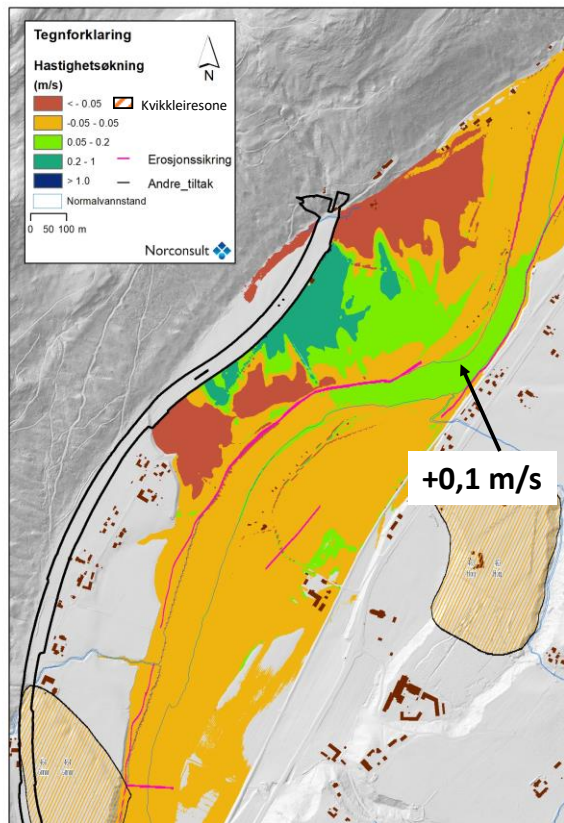 Tegnforklaring
Hastighetsøkning
(m/s)
< - 0.05
Kvikkleiresone
-0.05 - 0.05
0.05 - 0.2
0.2 - 1
> 1.0
Erosjonssikring
Andre_tiltak
Normalvannstand
0 50 100 m
N
Norconsult
+0,1 m/s